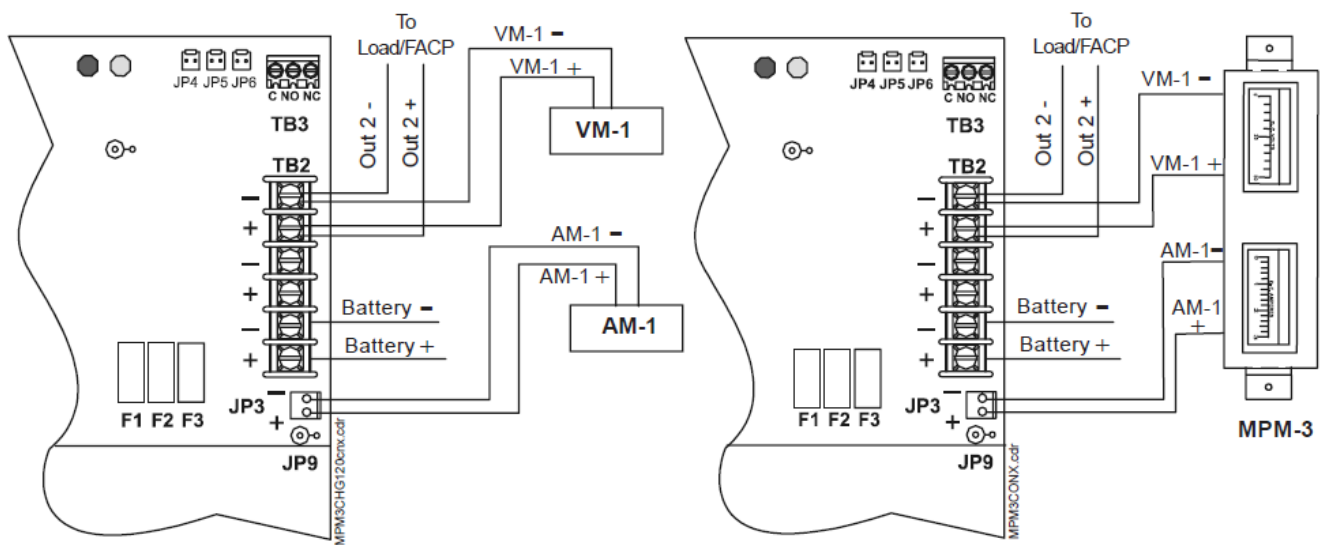 To
Load/FACP
VM-1 −
VM-1 +
JP4 JP5 JP6
C NO NC
TB3
Out 2 -
Out 2 +
VM-1
TB2
−
+
−
+
−
+
AM-1 −
AM-1 +
AM-1
Battery −
Battery +
F1 F2 F3
JP3
−
+
JP9
MPM3CHG120cnx.cdr
To
Load/FACP
VM-1 −
VM-1 +
JP4 JP5 JP6
C NO NC
TB3
Out 2 -
Out 2 +
TB2
−
+
−
+
−
+
AM-1 −
AM-1
+
Battery −
Battery +
F1 F2 F3
JP3
−
+
JP9
MPM3CONX.cdr
MPM-3